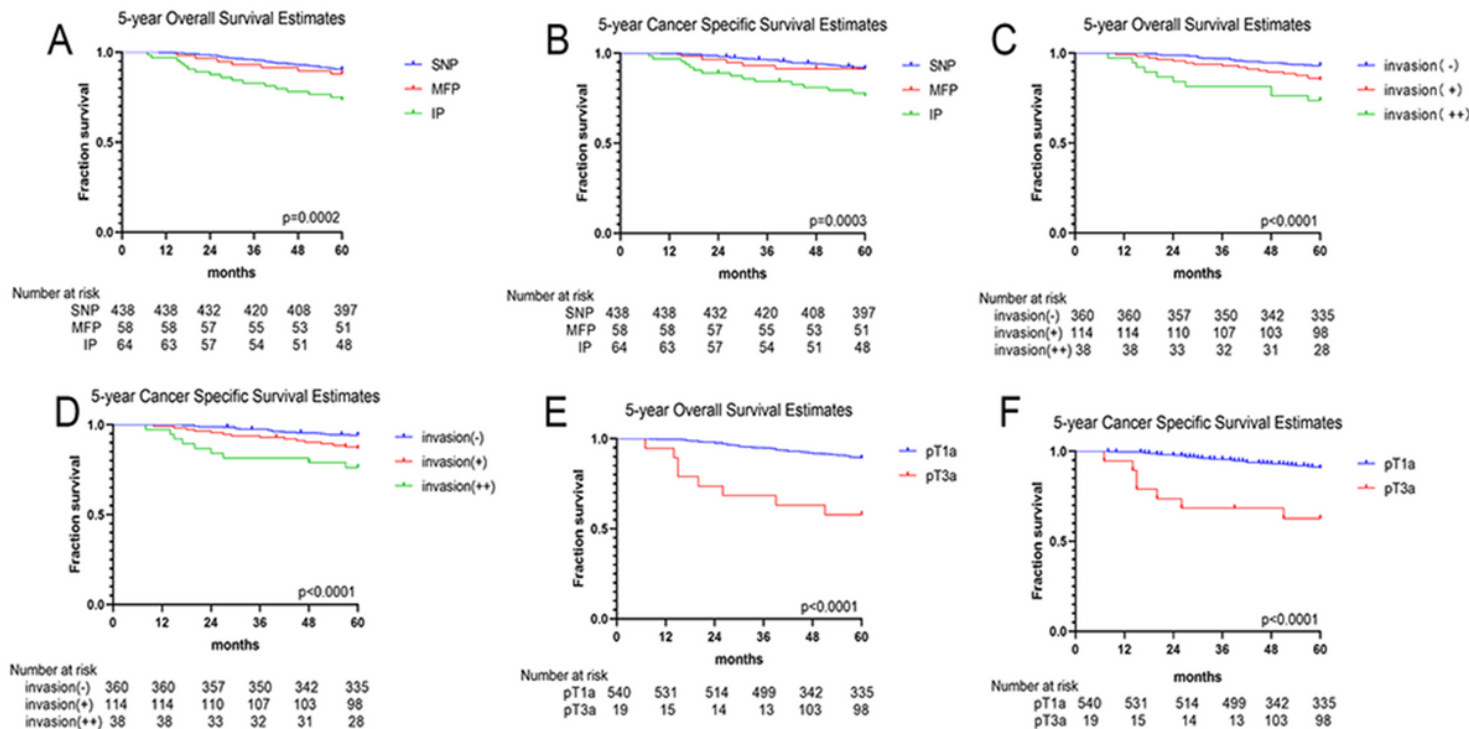 A
5-year Overall Survival Estimates
Fraction survival
1.0
0.5
0.0
SNP
MFP
IP
p=0.0002
0 12 24 36 48 60
months
Number at risk
SNP 438 438 432 420 408 397
MFP 58 58 57 55 53 51
IP 64 63 57 54 51 48
B
5-year Cancer Specific Survival Estimates
Fraction survival
1.0
0.5
0.0
SNP
MFP
IP
p=0.0003
0 12 24 36 48 60
months
Number at risk
SNP 438 438 432 420 408 397
MFP 58 58 57 55 53 51
IP 64 63 57 54 51 48
C
5-year Overall Survival Estimates
Fraction survival
1.0
0.5
0.0
invasion( -)
invasion( +)
invasion( ++)
p<0.0001
0 12 24 36 48 60
months
Number at risk
invasion(-) 360 360 357 350 342 335
invasion(+) 114 114 110 107 103 98
invasion(++) 38 38 33 32 31 28
D
5-year Cancer Specific Survival Estimates
Fraction survival
1.0
0.5
0.0
invasion(-)
invasion(+)
invasion(++)
p<0.0001
0 12 24 36 48 60
months
Number at risk
invasion(-) 360 360 357 350 342 335
invasion(+) 114 114 110 107 103 98
invasion(++) 38 38 33 32 31 28
E
5-year Overall Survival Estimates
Fraction survival
1.0
0.5
0.0
pT1a
pT3a
p<0.0001
0 12 24 36 48 60
months
Number at risk
pT1a 540 531 514 499 342 335
pT3a 19 15 14 13 103 98
F
5-year Cancer Specific Survival Estimates
Fraction survival
1.0
0.5
0.0
pT1a
pT3a
p<0.0001
0 12 24 36 48 60
months
Number at risk
pT1a 540 531 514 499 342 335
pT3a 19 15 14 13 103 98